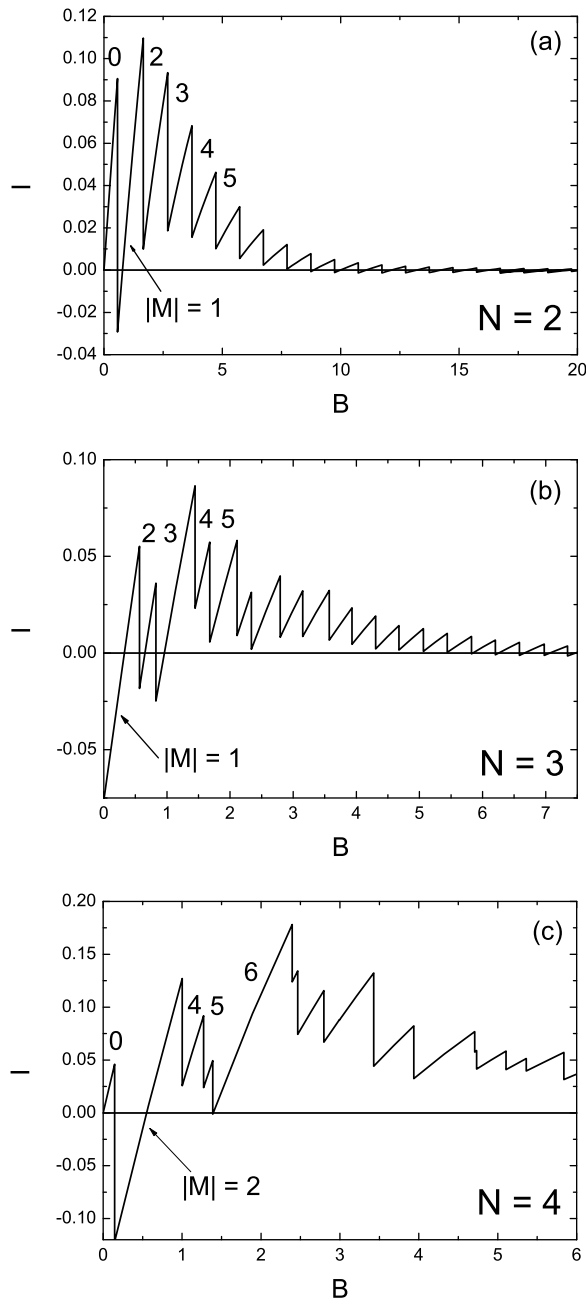 0.12
(a)
0 2
0.10
3
0.08
0.06
4
I
5
0.04
0.02
0.00
|M| = 1
-0.02
N = 2
-0.04
0 5 10 15 20
B
0.10
(b)
2 3 4 5
0.05
I
0.00
-0.05
|M| = 1
N = 3
0 1 2 3 4 5 6 7
B
0.20
(c)
0.15
6
0.10
4 5
0
0.05
I
0.00
-0.05
|M| = 2
N = 4
-0.10
0 1 2 3 4 5 6
B